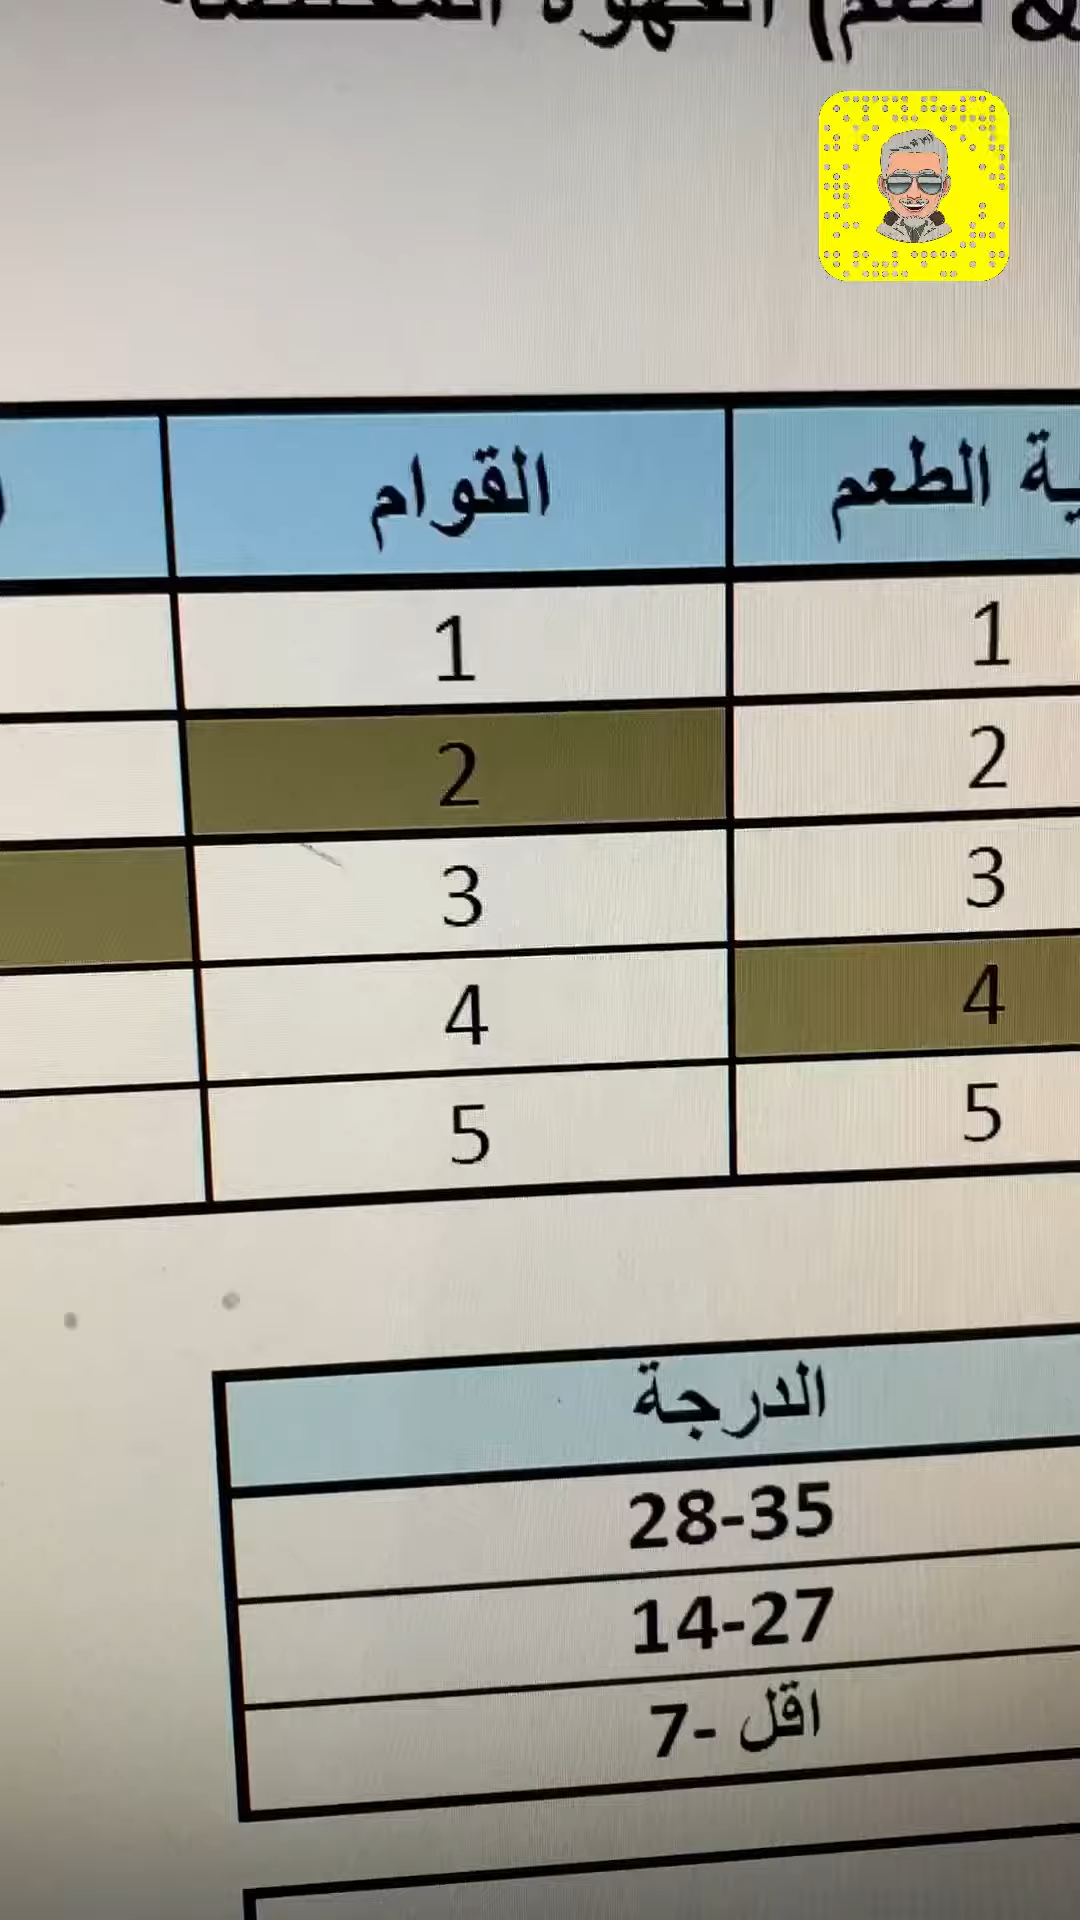 القهوة
الطعم القوام
1 1
2 2
3 3
4 4
5 5
الدرجة
28-35
14-27
اقل -7